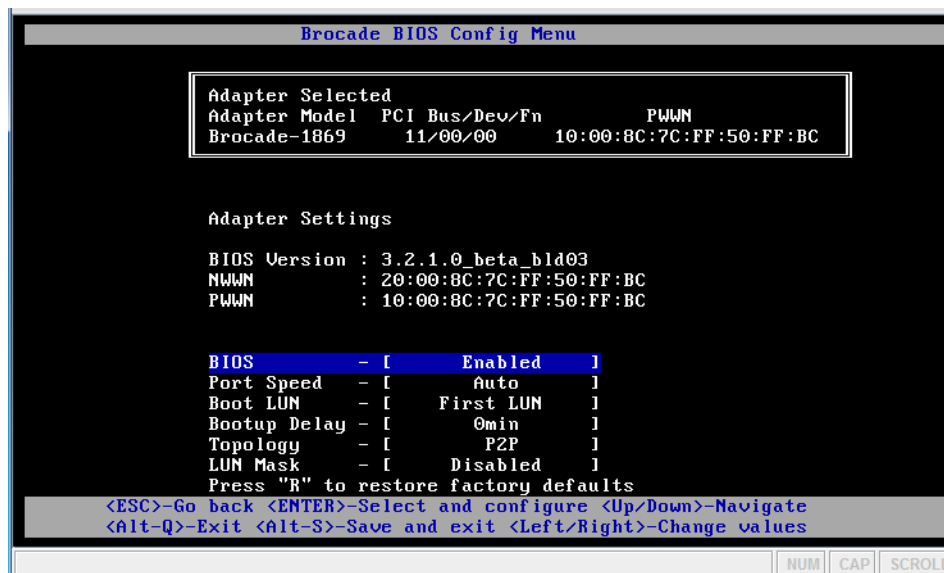 Brocade BIOS Config Menu
Adapter Selected
Adapter Model PCI Bus/Dev/Fn PWWN
Brocade-1869 11/00/00 10:00:8C:7C:FF:50:FF:BC
Adapter Settings
BIOS Version : 3.2.1.0_beta_bld03
NWWN : 20:00:8C:7C:FF:50:FF:BC
PWWN : 10:00:8C:7C:FF:50:FF:BC
BIOS - [ Enabled ]
Port Speed - [ Auto ]
Boot LUN - [ First LUN ]
Bootup Delay - [ 0min ]
Topology - [ P2P ]
LUN Mask - [ Disabled ]
Press "R" to restore factory defaults
<ESC>-Go back <ENTER>-Select and configure <Up/Down>-Navigate
<Alt-Q>-Exit <Alt-S>-Save and exit <Left/Right>-Change values
NUM CAP SCROLL